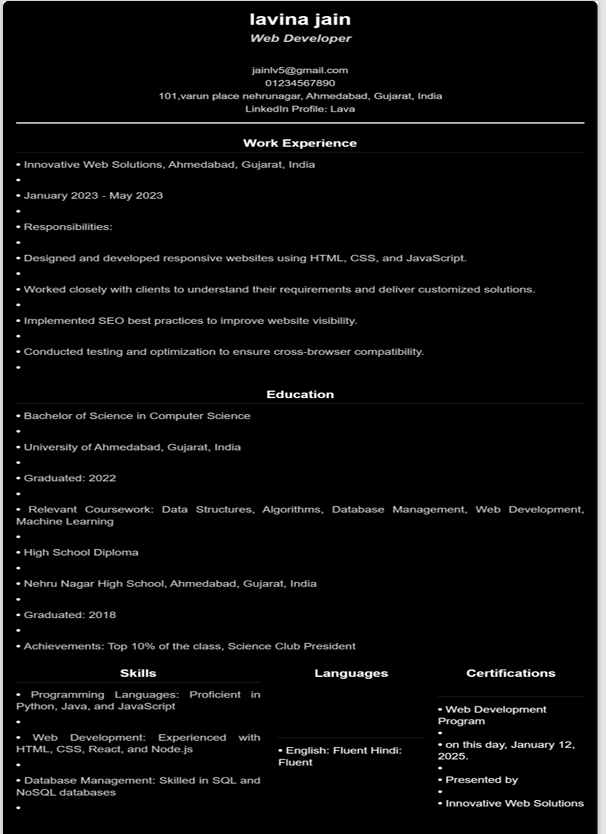 lavina jain
Web Developer
jainlv5@gmail.com
01234567890
101,varun place nehrunagar, Ahmedabad, Gujarat, India
LinkedIn Profile: Lava
Work Experience
• Innovative Web Solutions, Ahmedabad, Gujarat, India
•
• January 2023 - May 2023
•
• Responsibilities:
•
• Designed and developed responsive websites using HTML, CSS, and JavaScript.
•
• Worked closely with clients to understand their requirements and deliver customized solutions.
•
• Implemented SEO best practices to improve website visibility.
•
• Conducted testing and optimization to ensure cross-browser compatibility.
•
Education
• Bachelor of Science in Computer Science
•
• University of Ahmedabad, Gujarat, India
•
• Graduated: 2022
•
• Relevant Coursework: Data Structures, Algorithms, Database Management, Web Development,
Machine Learning
•
• High School Diploma
•
• Nehru Nagar High School, Ahmedabad, Gujarat, India
•
• Graduated: 2018
•
• Achievements: Top 10% of the class, Science Club President
Skills
• Programming Languages: Proficient in
Python, Java, and JavaScript
•
• Web Development: Experienced with
HTML, CSS, React, and Node.js
•
• Database Management: Skilled in SQL and
NoSQL databases
•
Languages
• English: Fluent Hindi:
Fluent
Certifications
• Web Development
Program
•
• on this day, January 12,
2025.
•
• Presented by
•
• Innovative Web Solutions